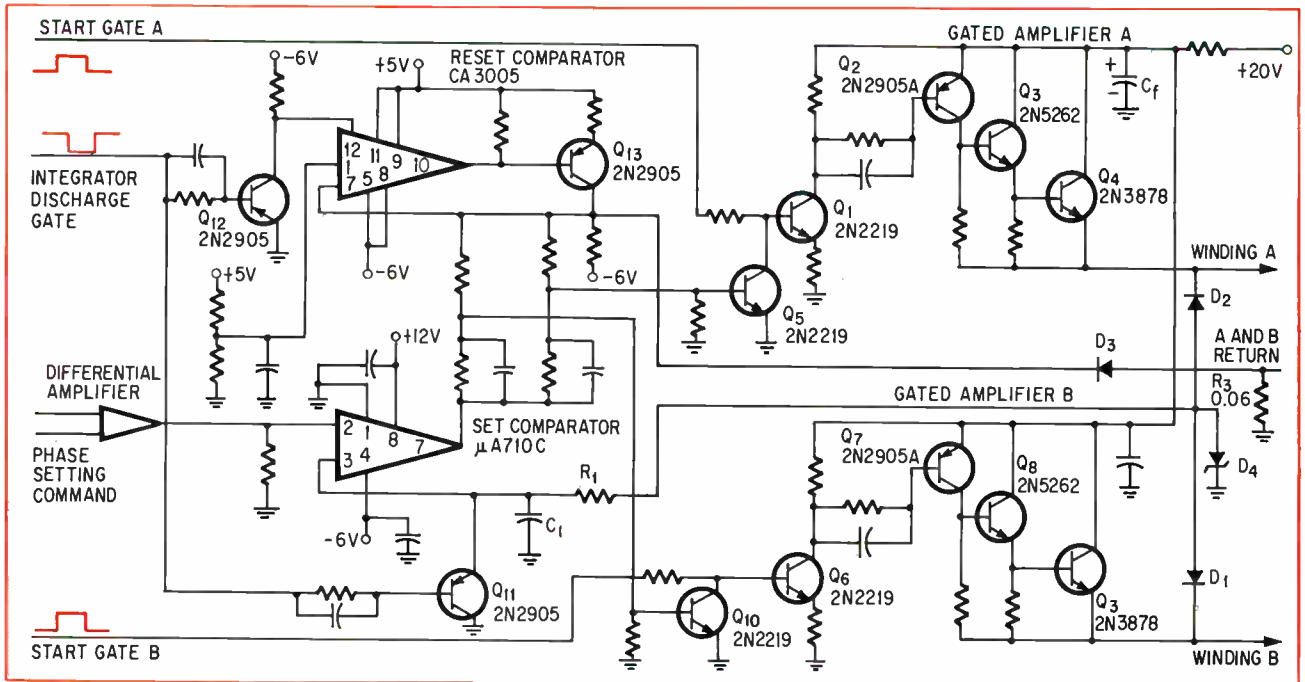 START GATE A
GATED AMPLIFIER A
RESET COMPARATOR
CA3005
-6V
+5V
+20V
Cf
+
-
Q2
2N2905A
Q3
2N5262
Q4
2N3878
12 11 9 10
1
7 5 8
Q13
2N2905
INTEGRATOR
DISCHARGE
GATE
Q12
2N2905
Q1
2N2219
-6V
-6V
WINDING A
+5V
Q5
2N2219
D2
+12V
D3
A AND B
RETURN
DIFFERENTIAL
AMPLIFIER
R3
0.06
GATED AMPLIFIER B
2 1 8 7
3 4
SET COMPARATOR
μA710C
PHASE
SETTING
COMMAND
R1
Q7
2N2905A
Q8
2N5262
D4
-6V
C1
Q11
2N2905
Q10
2N2219
Q6
2N2219
Q3
2N3878
D1
START GATE B
WINDING B